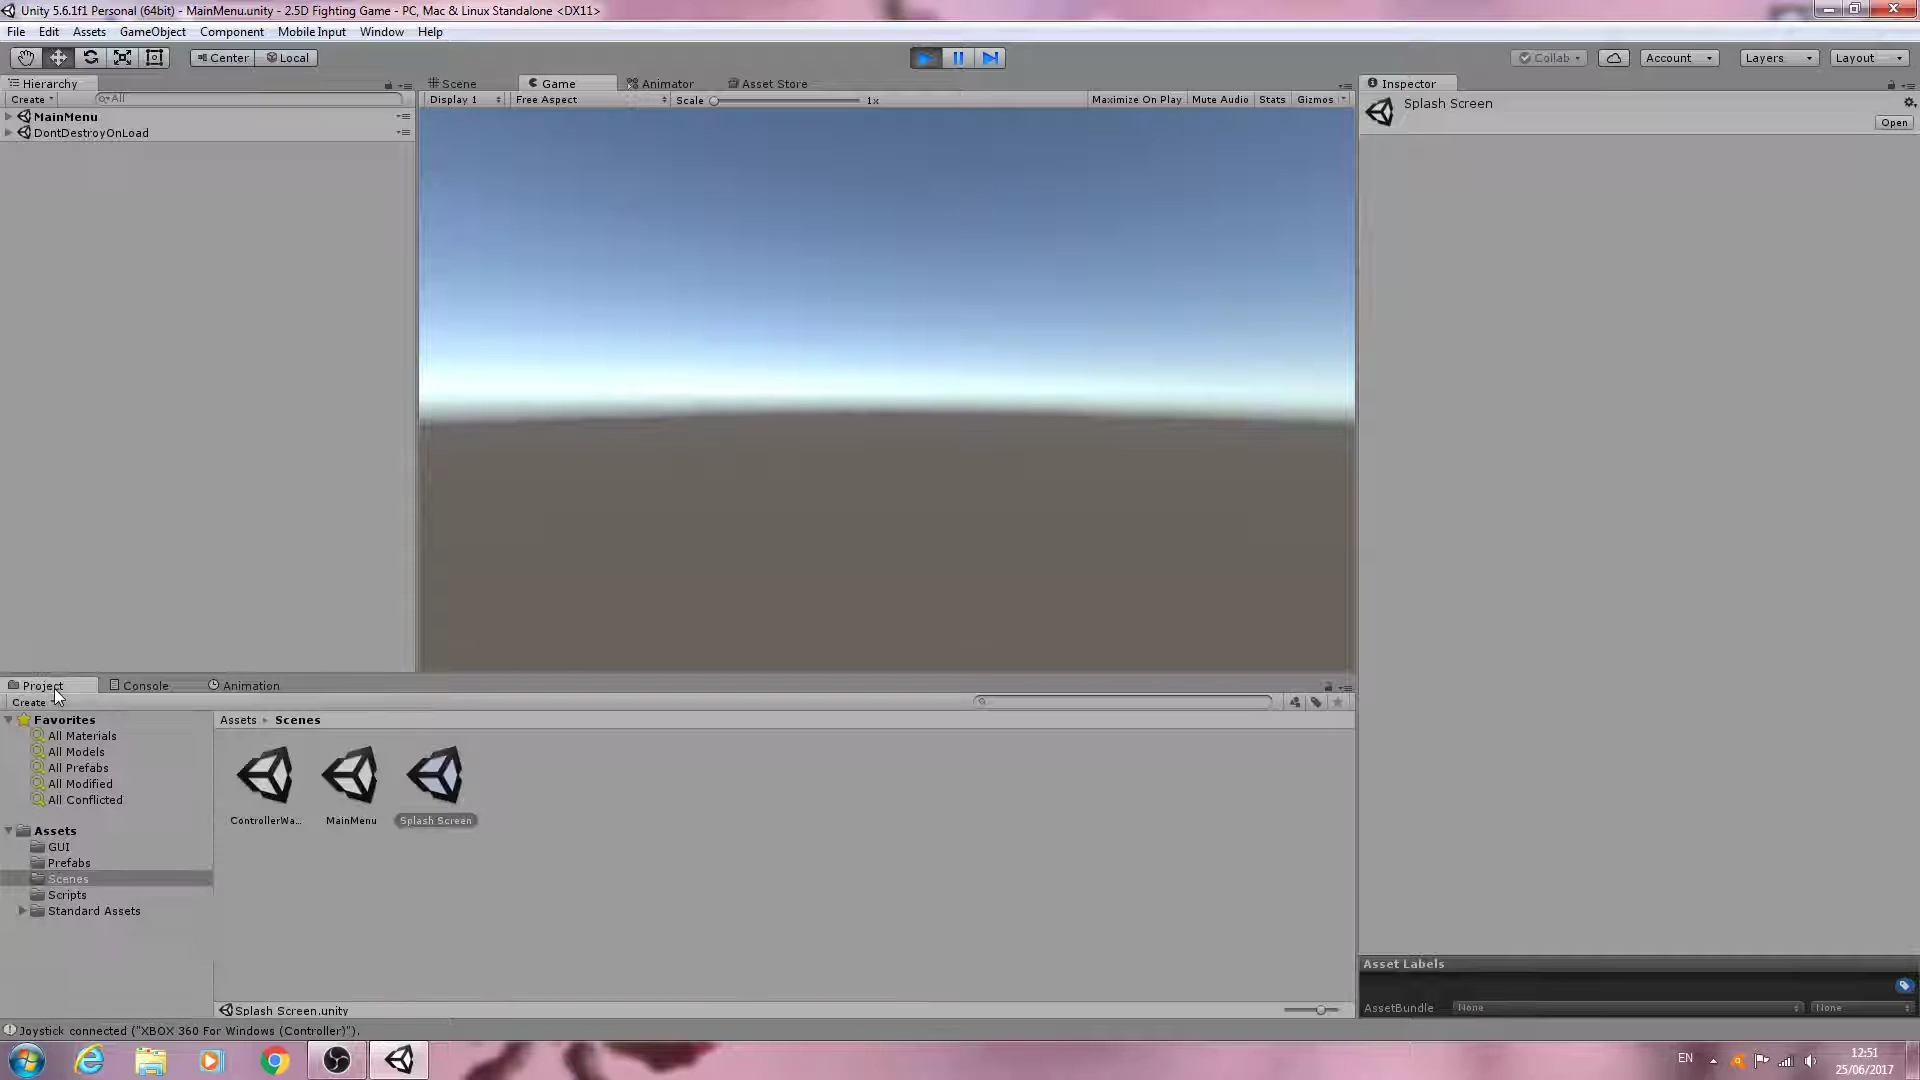 Unity 5.6.1f1 Personal (64bit) - MainMenu.unity - 2.5D Fighting Game - PC, Mac & Linux Standalone <DX11>
File Edit Assets GameObject Component Mobile Input Window Help
Center Local
Collab Account Layers Layout
Hierarchy
Scene Game Animator Asset Store
Inspector
Create All
Display 1 Free Aspect Scale 1x Maximize On Play Mute Audio Stats Gizmos
Splash Screen
Open
MainMenu
DontDestroyOnLoad
Project Console Animation
Create
Favorites
All Materials
All Models
All Prefabs
All Modified
All Conflicted
Assets
GUI
Prefabs
Scenes
Scripts
Standard Assets
Assets Scenes
ControllerWa...
MainMenu
Splash Screen
Splash Screen.unity
Asset Labels
AssetBundle None None
Joystick connected ("XBOX 360 For Windows (Controller)").
EN
12:51
25/06/2017